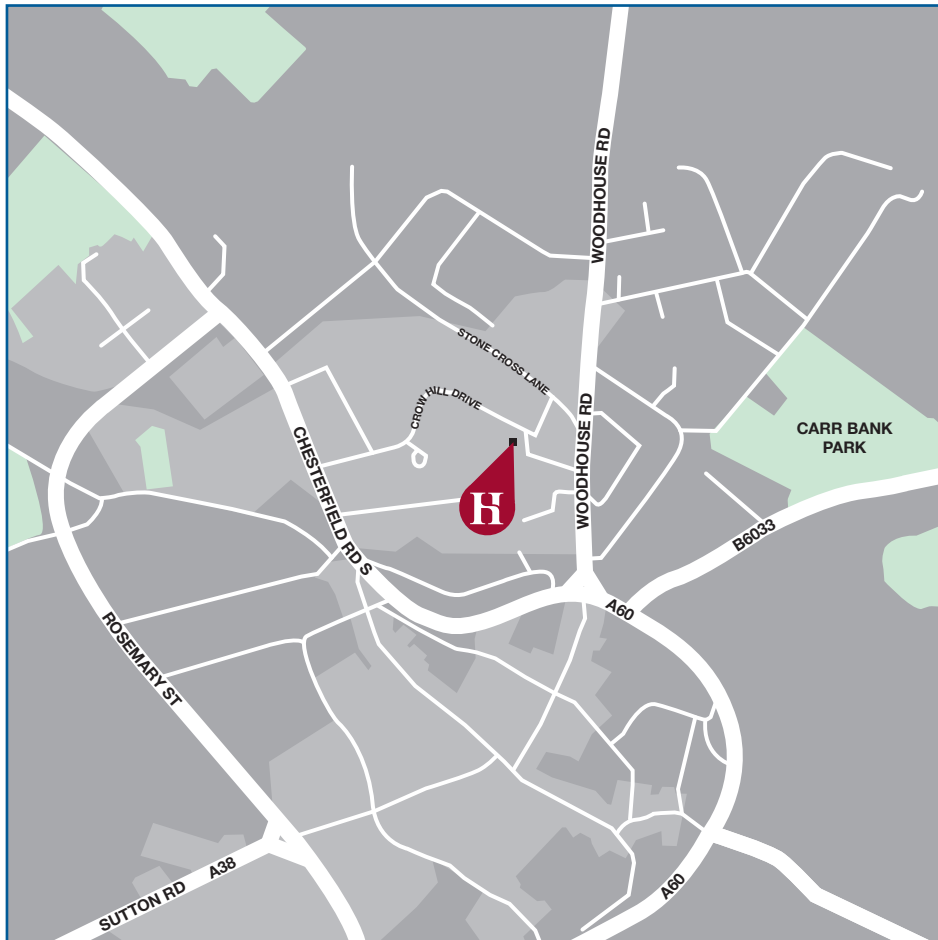 WOODHOUSE RD
STONE CROSS LANE
CROW HILL DRIVE
CARR BANK
PARK
CHESTERFIELD RD S
WOODHOUSE RD
H
B6033
A60
ROSEMARY ST
SUTTON RD A38
A60